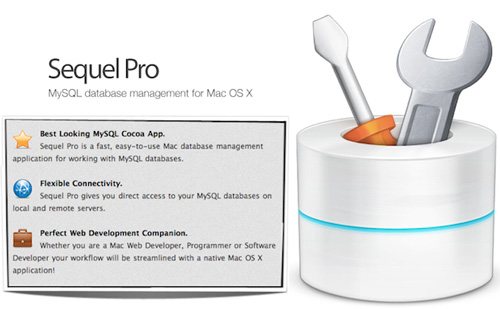 Sequel Pro
MySQL database management for Mac OS X
Best Looking MySQL Cocoa App.
Sequel Pro is a fast, easy-to-use Mac database management
application for working with MySQL databases.
Flexible Connectivity.
Sequel Pro gives you direct access to your MySQL databases on
local and remote servers.
Perfect Web Development Companion.
Whether you are a Mac Web Developer, Programmer or Software
Developer your workflow will be streamlined with a native Mac OS X
application!